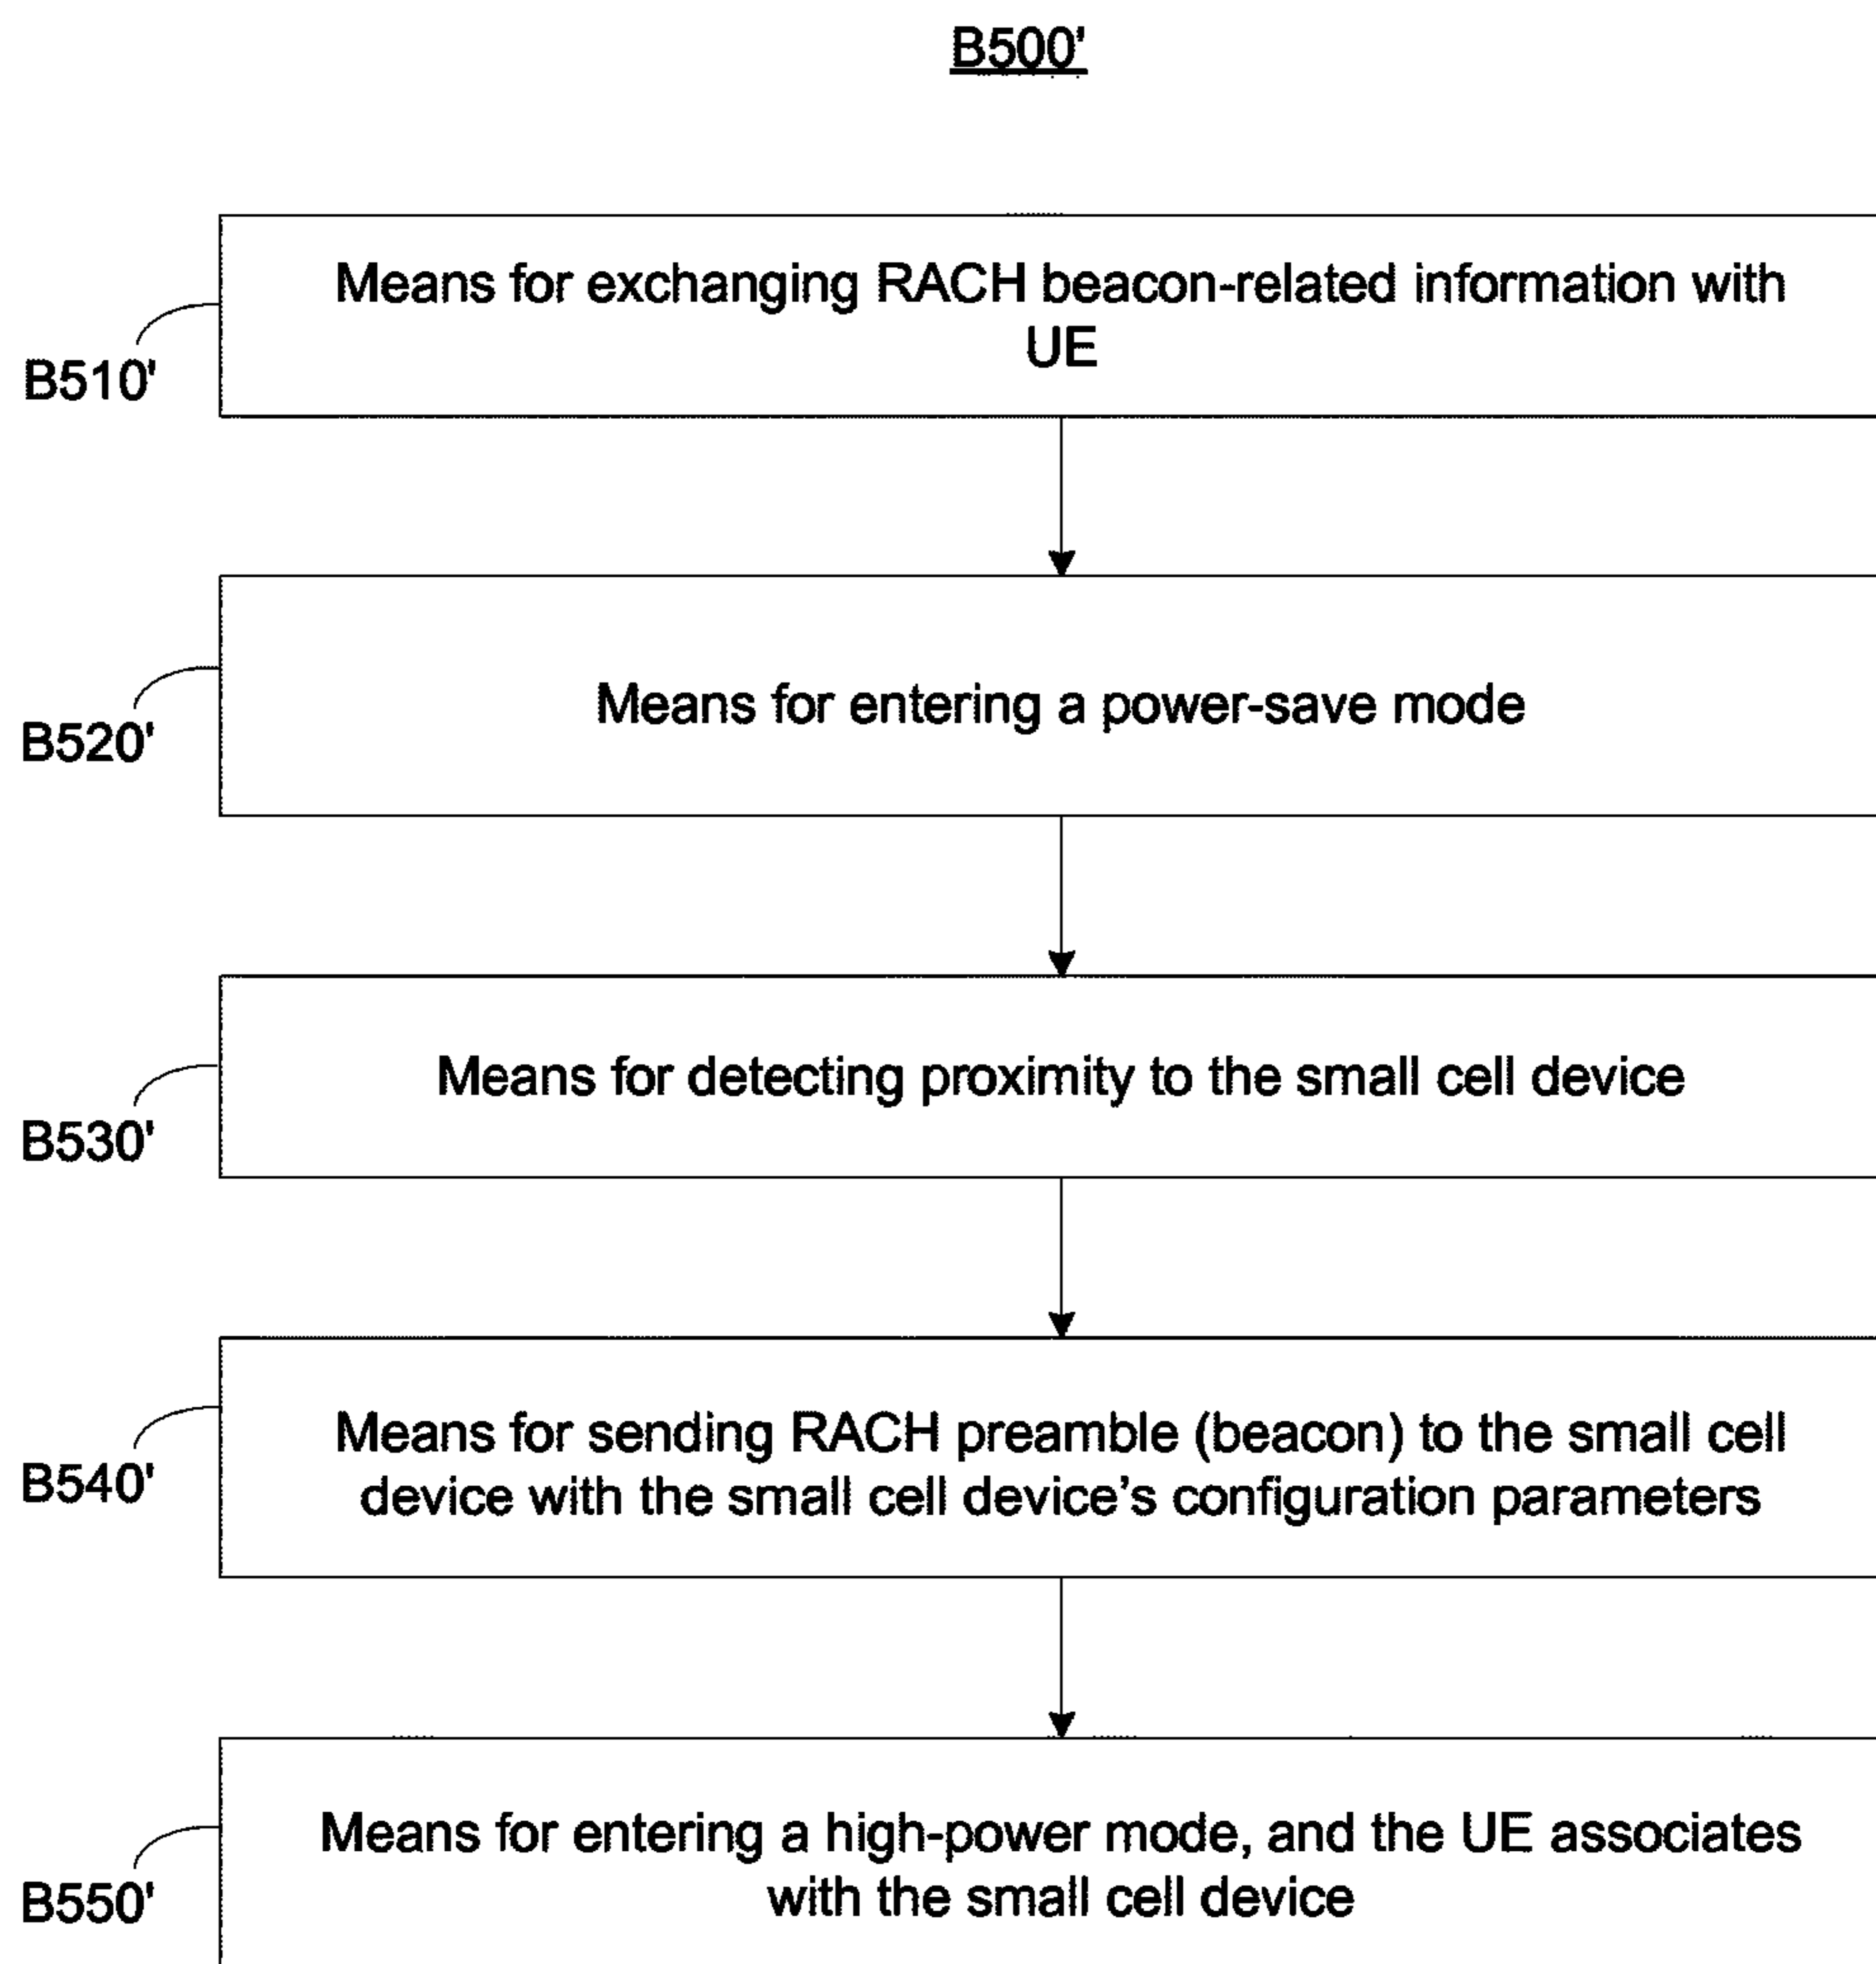 B500'
Means for exchanging RACH beacon-related information with
UE
B510'
Means for entering a power-save mode
B520'
Means for detecting proximity to the small cell device
B530'
Means for sending RACH preamble (beacon) to the small cell
device with the small cell device’s configuration parameters
B540'
Means for entering a high-power mode, and the UE associates
with the small cell device
B550'